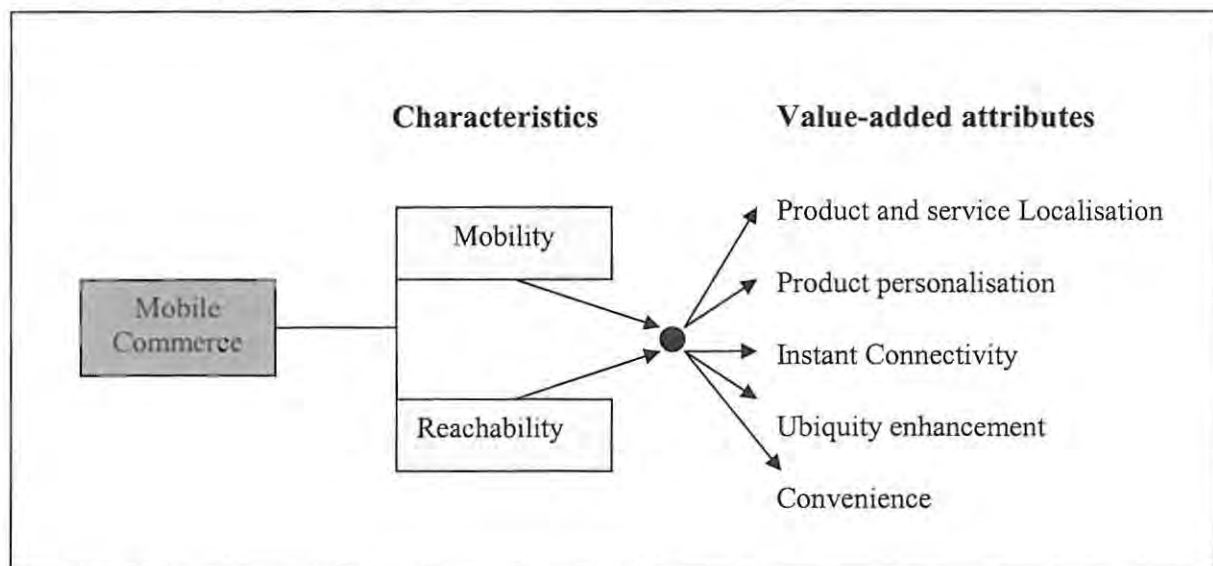 Characteristics
Value-added attributes
Mobile
Commerce
Mobility
Reachability
Product and service Localisation
Product personalisation
Instant Connectivity
Ubiquity enhancement
Convenience